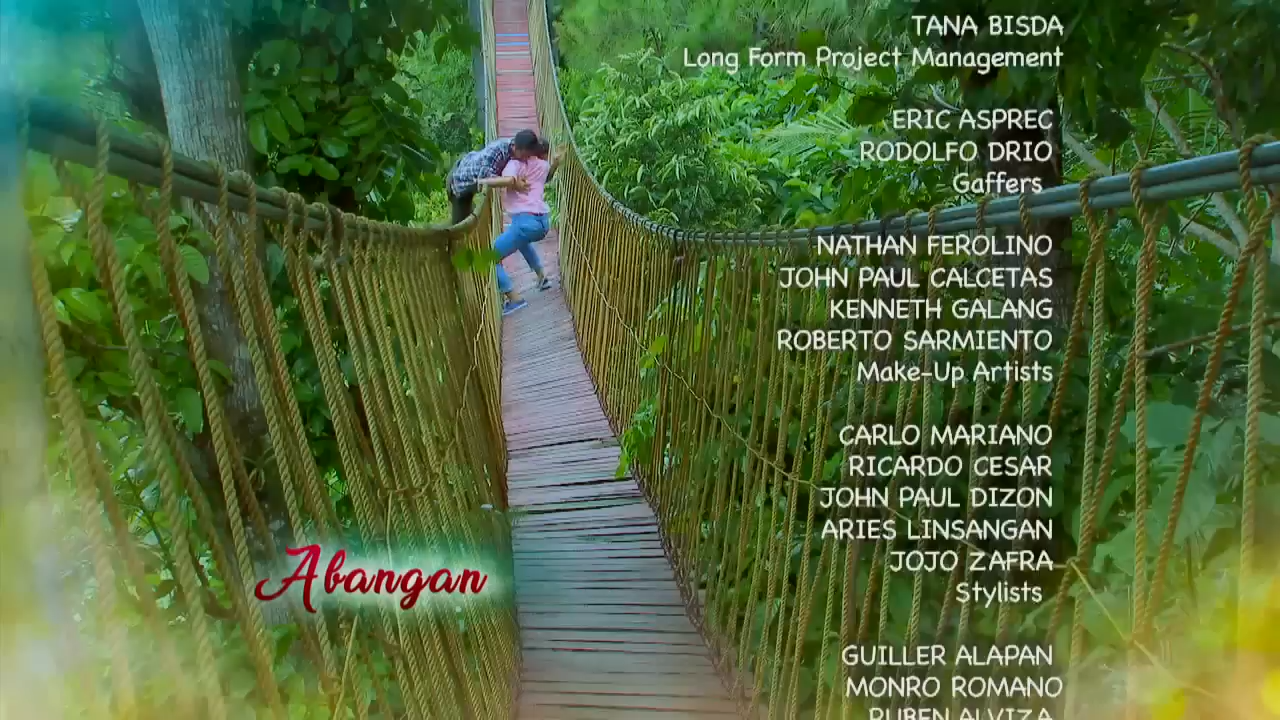 TANA BISDA
Long Form Project Management
ERIC ASPREC
RODOLFO DRIO
Gaffers
NATHAN FEROLINO
JOHN PAUL CALCETAS
KENNETH GALANG
ROBERTO SARMIENTO
Make-Up Artists
CARLO MARIANO
RICARDO CESAR
JOHN PAUL DIZON
ARIES LINSANGAN
JOJO ZAFRA
Stylists
Abangan
GUILLER ALAPAN
MONRO ROMANO
RUBEN ALVIZA